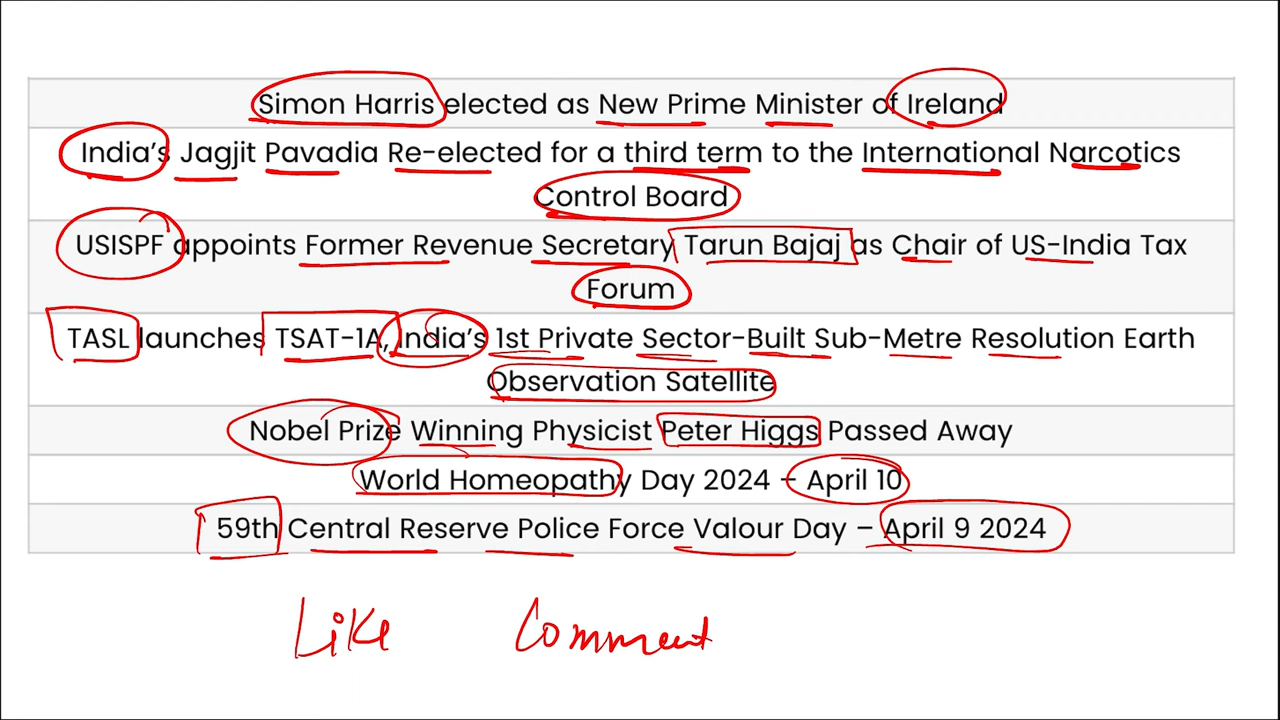 Simon Harris elected as New Prime Minister of Ireland
India's Jagjit Pavadia Re-elected for a third term to the International Narcotics
Control Board
USISPF appoints Former Revenue Secretary Tarun Bajaj as Chair of US-India Tax
Forum
TASL launches TSAT-1A, India's 1st Private Sector-Built Sub-Metre Resolution Earth
Observation Satellite
Nobel Prize Winning Physicist Peter Higgs Passed Away
World Homeopathy Day 2024 – April 10
59th Central Reserve Police Force Valour Day – April 9 2024
Like Comment